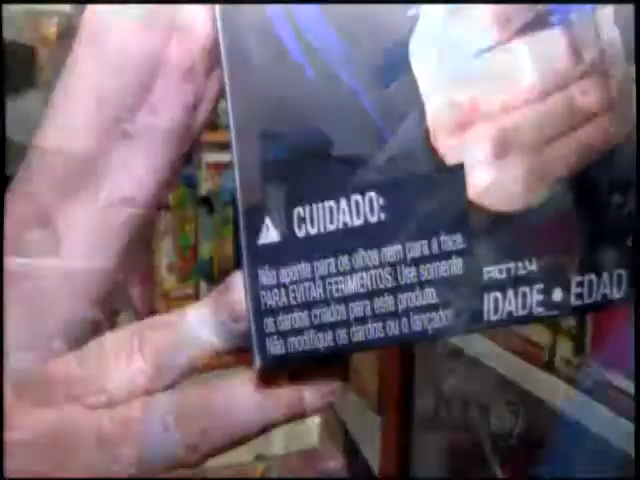 CUIDADO:
Não aponte para os olhos nem para a face.
PARA EVITAR FERIMENTOS: Use somente
os dardos criados para este produto.
Não modifique os dardos ou o lançador.
A0714
IDADE • EDAD